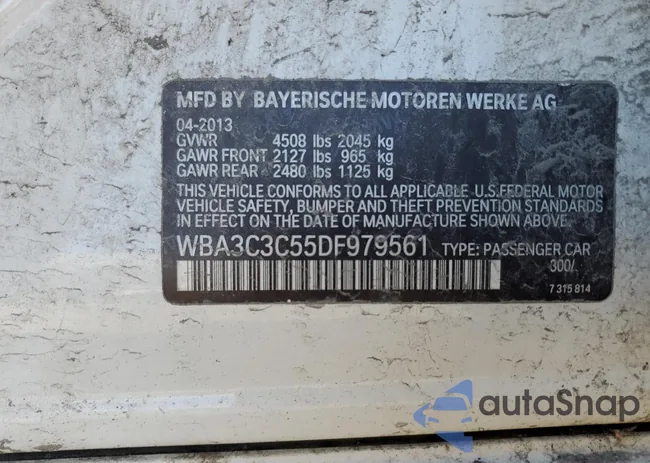 MFD BY BAYERISCHE MOTOREN WERKE AG
04-2013
GVWR 4508 lbs 2045 kg
GAWR FRONT 2127 lbs 965 kg
GAWR REAR 2480 lbs 1125 kg
THIS VEHICLE CONFORMS TO ALL APPLICABLE U.S.FEDERAL MOTOR
VEHICLE SAFETY, BUMPER AND THEFT PREVENTION STANDARDS
IN EFFECT ON THE DATE OF MANUFACTURE SHOWN ABOVE.
WBA3C3C55DF979561 TYPE: PASSENGER CAR
300/
7 315 814
autoSnap